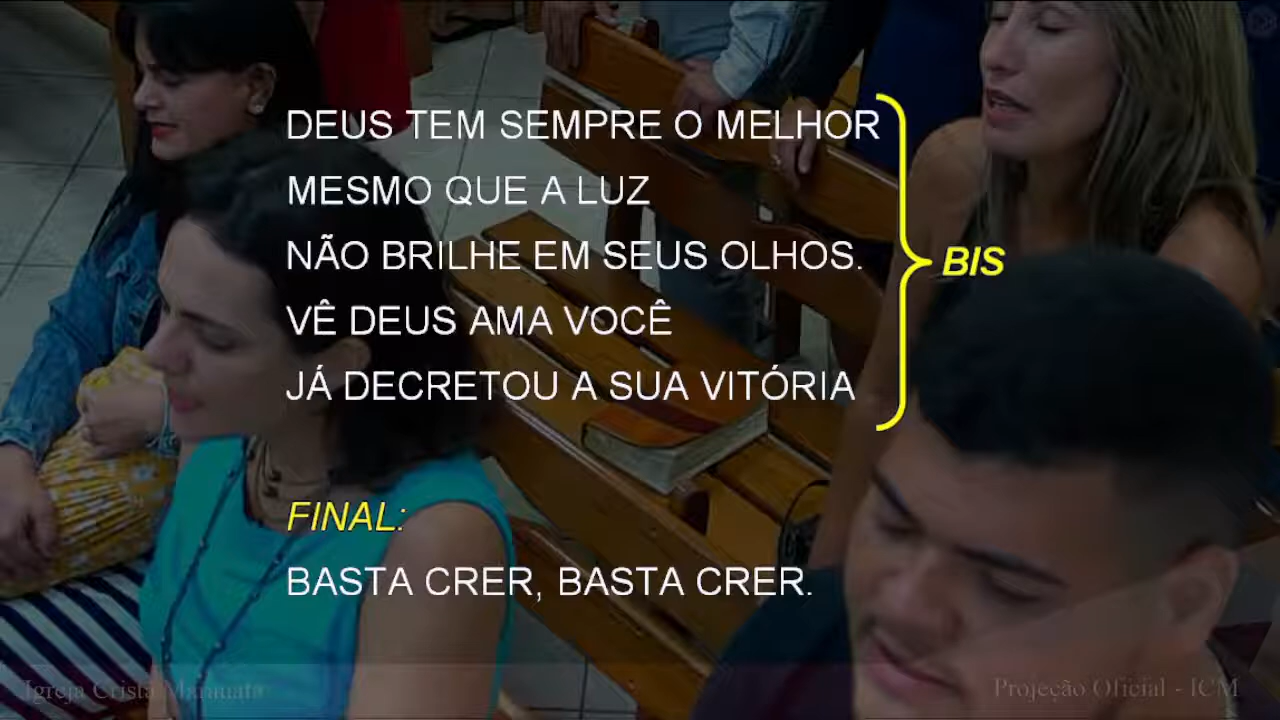 DEUS TEM SEMPRE O MELHOR
MESMO QUE A LUZ
NÃO BRILHE EM SEUS OLHOS.
VÊ DEUS AMA VOCÊ
JÁ DECRETOU A SUA VITÓRIA
BIS
FINAL:
BASTA CRER, BASTA CRER.
Igreja Cristã Maranata
Projeção Oficial - ICM